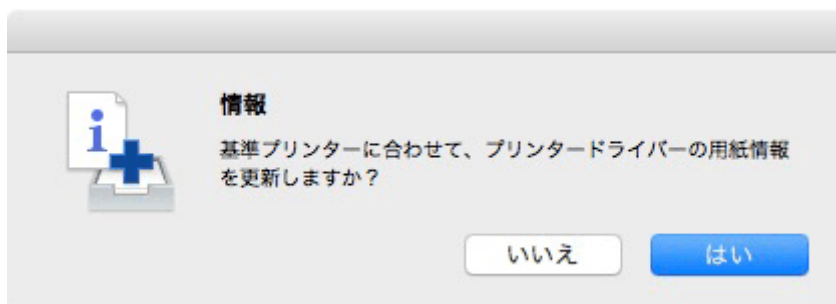 情報
基準プリンターに合わせて、プリンタードライバーの用紙情報
を更新しますか？
いいえ
はい